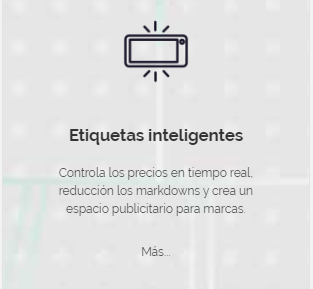 Etiquetas inteligentes
Controla los precios en tiempo real,
reducción los markdowns y crea un
espacio publicitario para marcas.
Más...